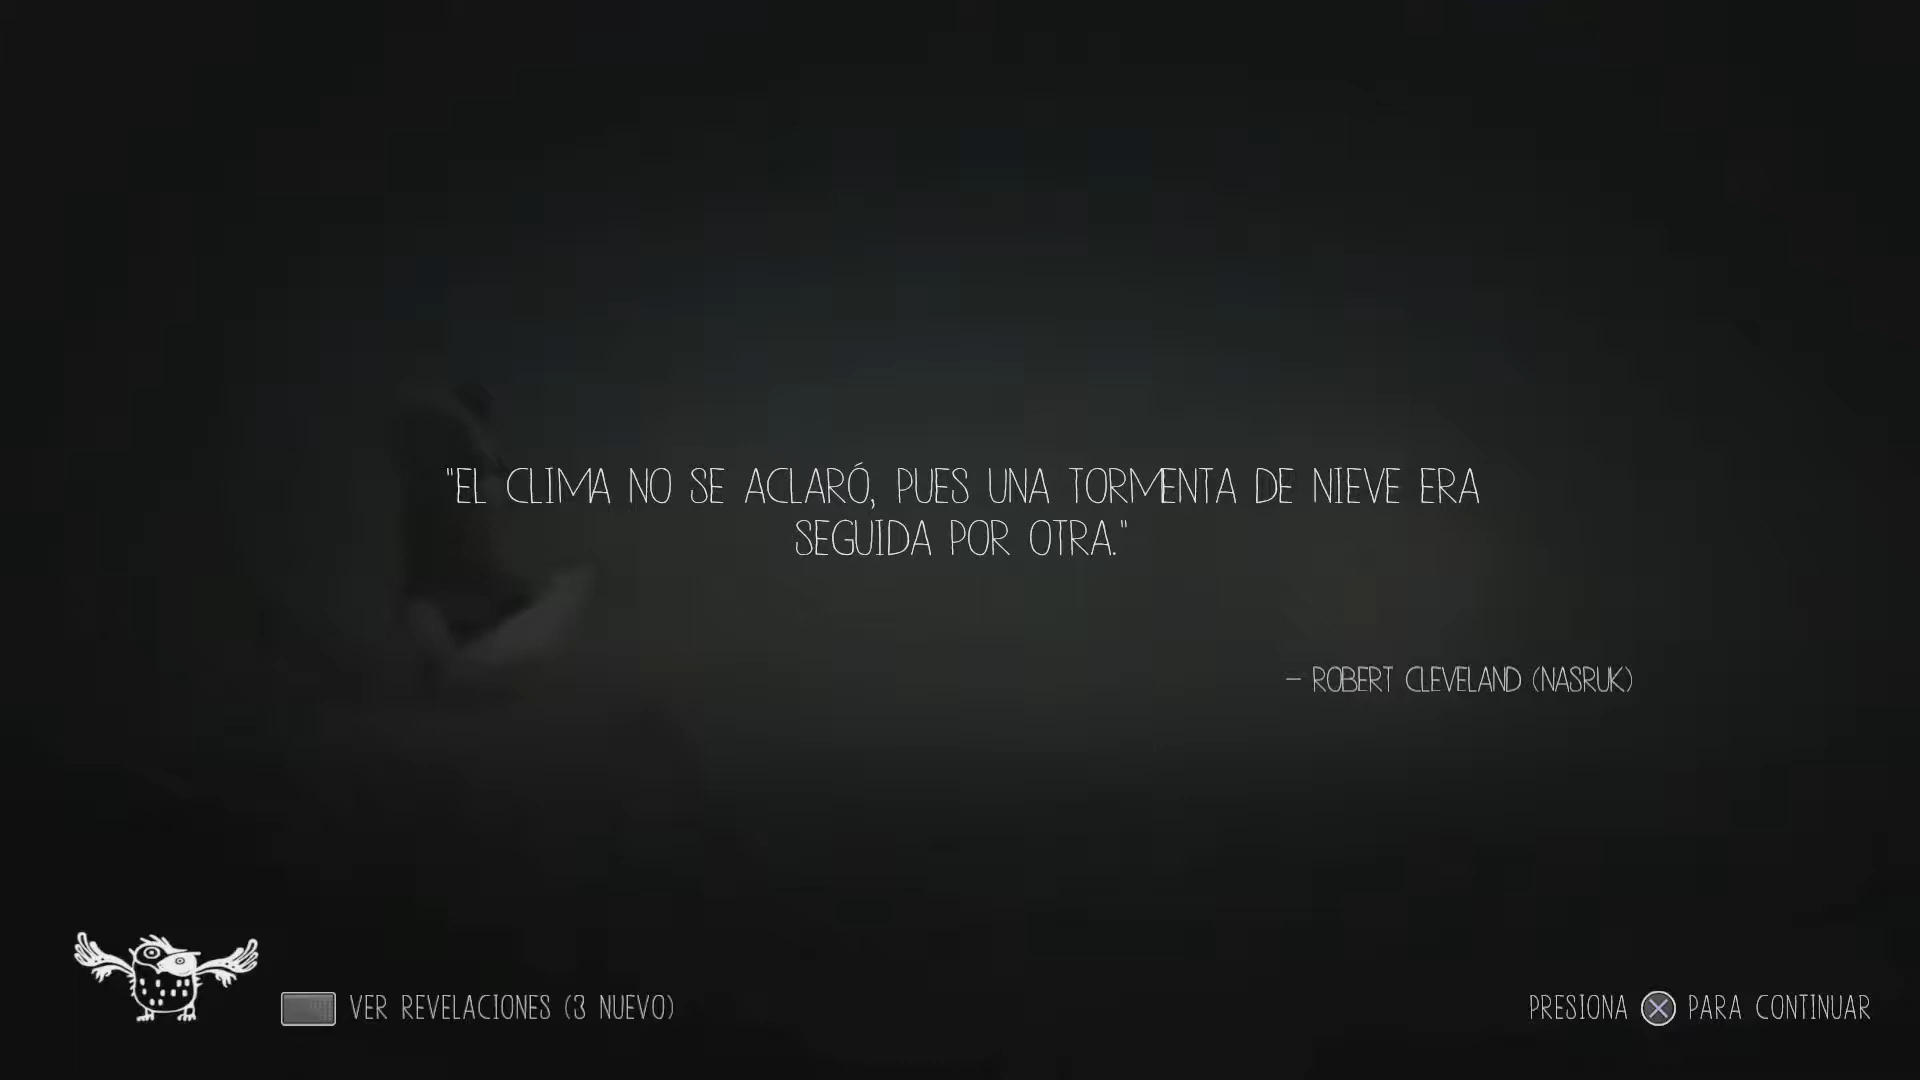 "EL CLIMA NO SE ACLARÓ, PUES UNA TORMENTA DE NIEVE ERA
SEGUIDA POR OTRA."
– ROBERT CLEVELAND (NASRUK)
VER REVELACIONES (3 NUEVO)
PRESIONA PARA CONTINUAR